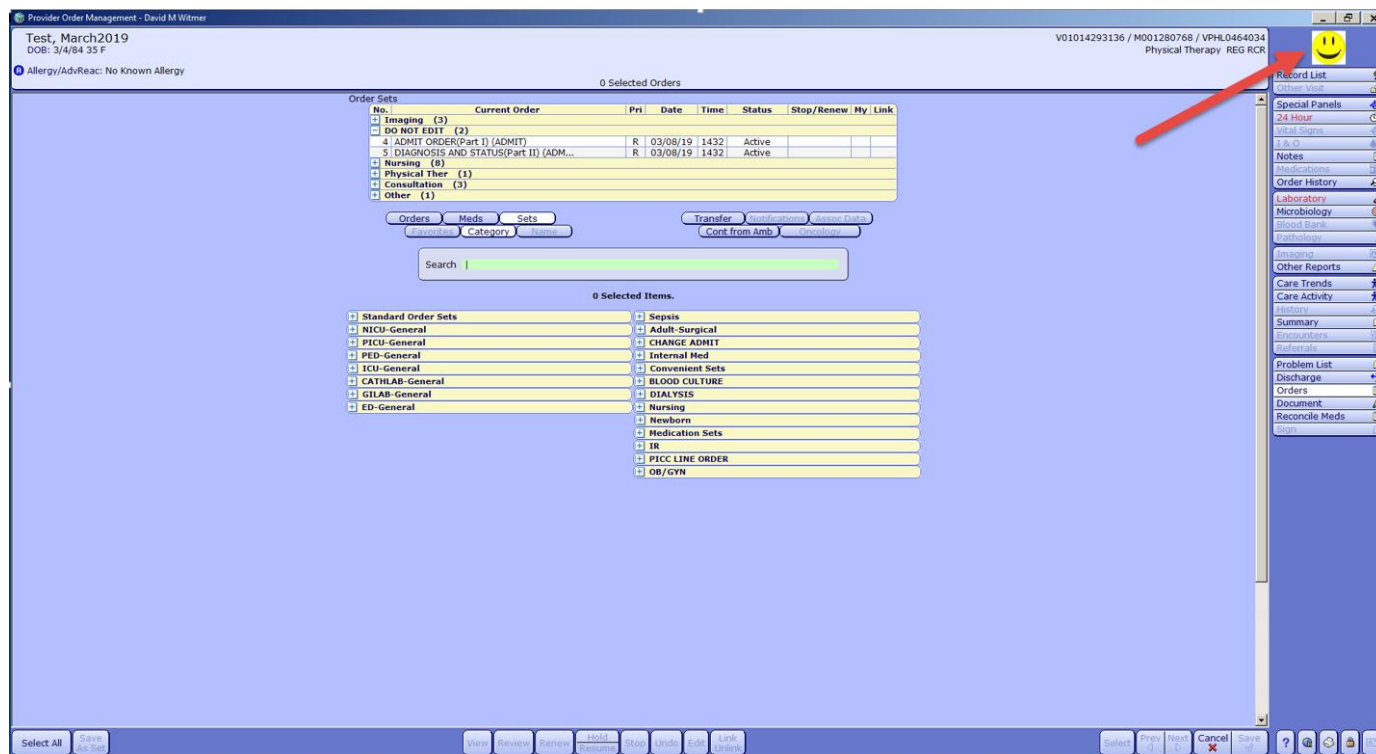 Provider Order Management - David M Witmer
Test, March2019
DOB: 3/4/84 35 F
V01014293136 / M001280768 / VPHL0464034
Physical Therapy REG RCR
Allergy/AdvReac: No Known Allergy
0 Selected Orders
Order Sets
No. Current Order Pri Date Time Status Stop/Renew My Link
Imaging (3)
DO NOT EDIT (2)
4 ADMIT ORDER(Part I) (ADMIT) R 03/08/19 1432 Active
5 DIAGNOSIS AND STATUS(Part II) (ADM... R 03/08/19 1432 Active
Nursing (8)
Physical Ther (1)
Consultation (3)
Other (1)
Orders Meds Sets Transfer Notifications Assoc Data
Favorites Category Name Cont from Amb Oncology
Search
0 Selected Items.
Standard Order Sets
NICU-General
PICU-General
PED-General
ICU-General
CATHLAB-General
GILAB-General
ED-General
Sepsis
Adult-Surgical
CHANGE ADMIT
Internal Med
Convenient Sets
BLOOD CULTURE
DIALYSIS
Nursing
Newborn
Medication Sets
IR
PICC LINE ORDER
OB/GYN
Record List
Other Visit
Special Panels
24 Hour
Vital Signs
I & O
Notes
Medications
Order History
Laboratory
Microbiology
Blood Bank
Pathology
Imaging
Other Reports
Care Trends
Care Activity
History
Summary
Encounters
Referrals
Problem List
Discharge
Orders
Document
Reconcile Meds
Sign
Select All
Save
As Set
View Review Renew
Hold
Resume
Stop Undo Edit
Link
Unlink
Select Prev Next Cancel Save
?